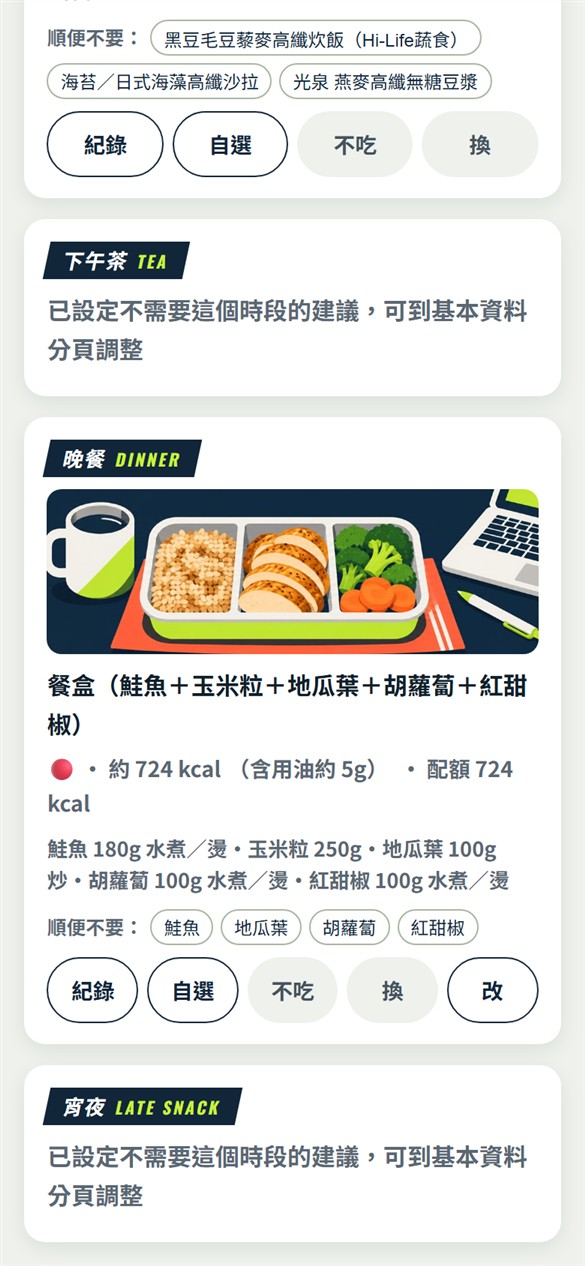 順便不要： 黑豆毛豆藜麥高纖炊飯（Hi-Life蔬食）
海苔／日式海藻高纖沙拉 光泉 燕麥高纖無糖豆漿
紀錄 自選 不吃 換
下午茶 TEA
已設定不需要這個時段的建議，可到基本資料
分頁調整
晚餐 DINNER
餐盒（鮭魚＋玉米粒＋地瓜葉＋胡蘿蔔＋紅甜
椒）
・ 約 724 kcal （含用油約 5g） ・ 配額 724
kcal
鮭魚 180g 水煮／燙・玉米粒 250g・地瓜葉 100g
炒・胡蘿蔔 100g 水煮／燙・紅甜椒 100g 水煮／燙
順便不要： 鮭魚 地瓜葉 胡蘿蔔 紅甜椒
紀錄 自選 不吃 換 改
宵夜 LATE SNACK
已設定不需要這個時段的建議，可到基本資料
分頁調整